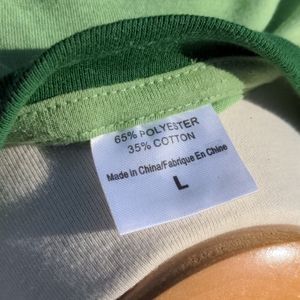 65% POLYESTER
35% COTTON
Made in China/Fabrique En Chine
L